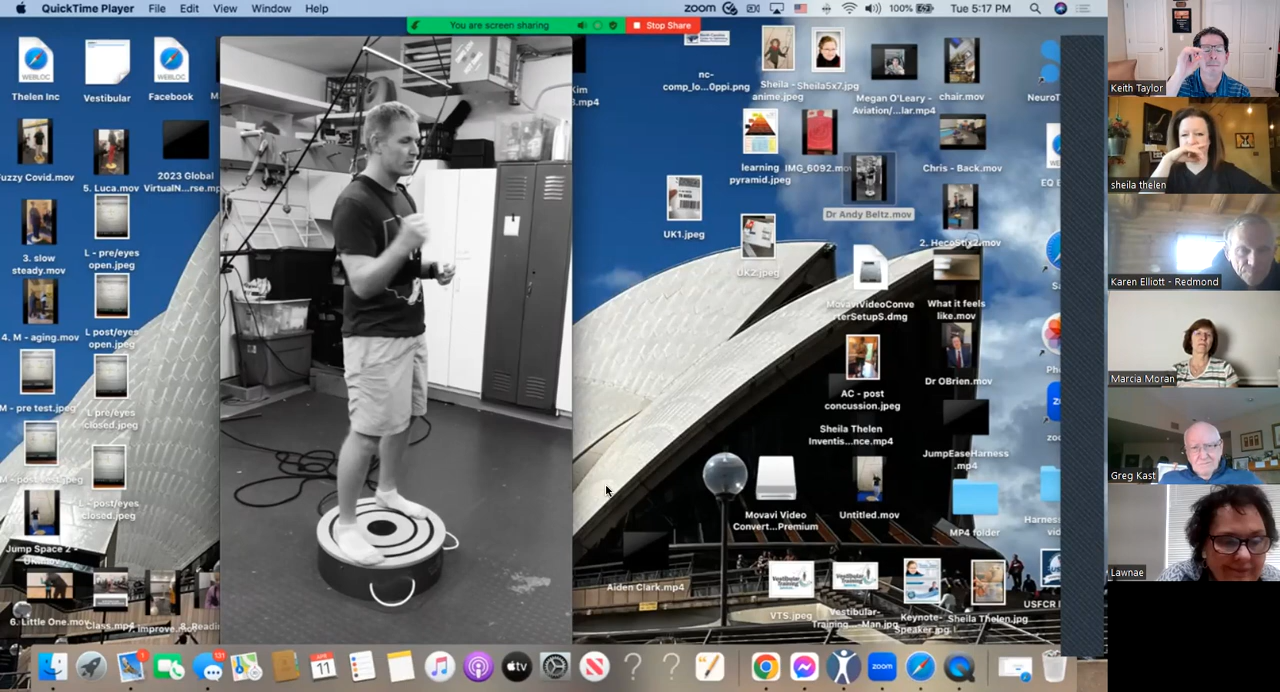 QuickTime Player File Edit View Window Help
zoom 100% Tue 5:17 PM
You are screen sharing
Stop Share
WEBLOC
Thelen Inc
Vestibular
WEBLOC
Facebook
Fuzzy Covid.mov
5. Luca.mov
2023 Global
3. slow
steady.mov
L - pre/eyes
open.jpeg
4. M - aging.mov
L post/eyes
open.jpeg
M - pre test.jpeg
L pre/eyes
closed.jpeg
L - post/eyes
closed.jpeg
Jump Space 2 -
6. Little One.mov
Class.mp4
nc-
comp_lo...0ppi.png
Sheila -
anime.jpeg
Sheila5x7.jpg
Megan O'Leary -
Aviation/...lar.mp4
chair.mov
learning
pyramid.jpeg
IMG_6092.mov
Chris - Back.mov
UK1.jpeg
Dr Andy Beltz.mov
UK2.jpeg
2. HecoStix2.mov
MovaviVideoConve
rterSetupS.dmg
What it feels
like.mov
Dr OBrien.mov
AC - post
concussion.jpeg
Sheila Thelen
Inventis...nce.mp4
JumpEaseHarness
.mp4
Movavi Video
Convert...Premium
Untitled.mov
MP4 folder
Aiden Clark.mp4
VTS.jpeg
Vestibular-
Training...-Man.jpg
Keynote-
Speaker.jpg
Sheila Thelen.jpg
APR
11
tv
zoom
Keith Taylor
sheila thelen
Karen Elliott - Redmond
Marcia Moran
Greg Kast
Lawnae